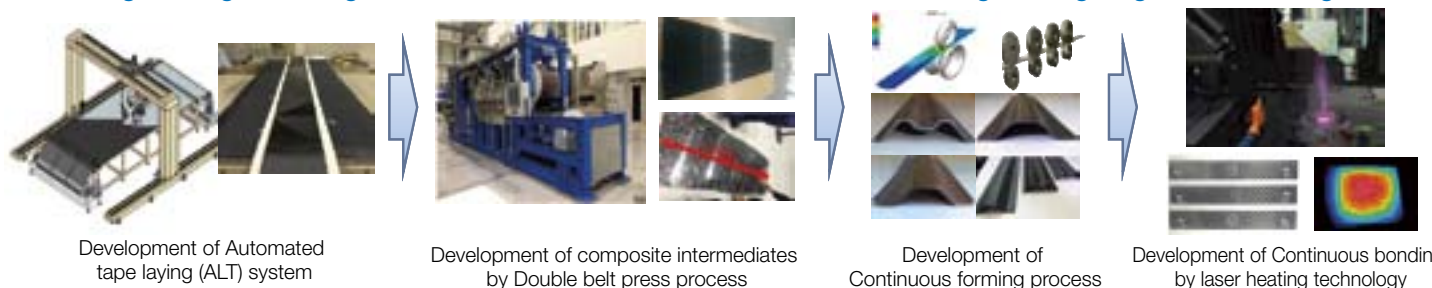 Development of Automated
tape laying (ALT) system
Development of composite intermediates
by Double belt press process
Development of
Continuous forming process
Development of Continuous bondin
by laser heating technology